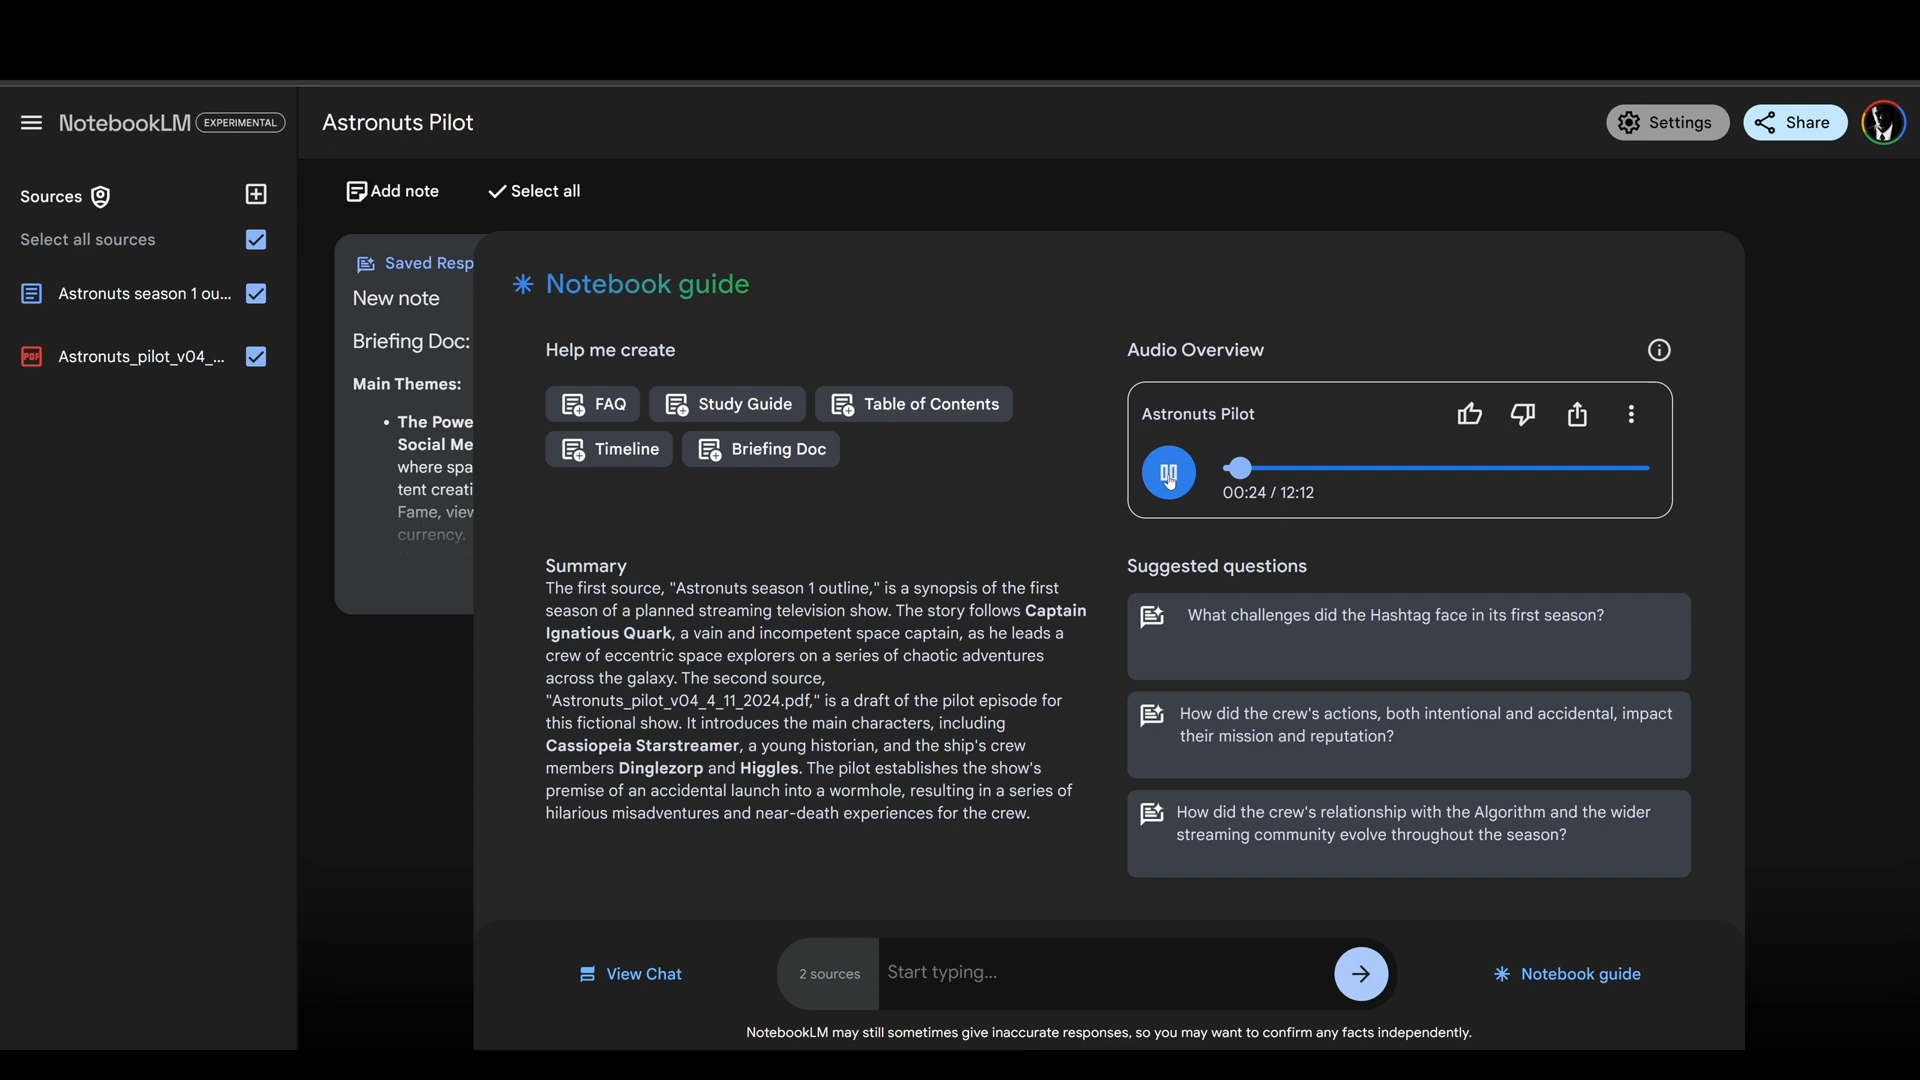 NotebookLM EXPERIMENTAL
Astronuts Pilot
Settings
Share
Sources
Select all sources
Astronuts season 1 ou...
PDF Astronuts_pilot_v04_...
Add note
Select all
Saved Resp
New note
Briefing Doc:
Main Themes:
• The Powe
Social Me
where spa
tent creati
Fame, view
currency.
Notebook guide
Help me create
FAQ
Study Guide
Table of Contents
Timeline
Briefing Doc
Summary
The first source, "Astronuts season 1 outline," is a synopsis of the first
season of a planned streaming television show. The story follows Captain
Ignatious Quark, a vain and incompetent space captain, as he leads a
crew of eccentric space explorers on a series of chaotic adventures
across the galaxy. The second source,
"Astronuts_pilot_v04_4_11_2024.pdf," is a draft of the pilot episode for
this fictional show. It introduces the main characters, including
Cassiopeia Starstreamer, a young historian, and the ship's crew
members Dinglezorp and Higgles. The pilot establishes the show's
premise of an accidental launch into a wormhole, resulting in a series of
hilarious misadventures and near-death experiences for the crew.
Audio Overview
Astronuts Pilot
00:24 / 12:12
Suggested questions
What challenges did the Hashtag face in its first season?
How did the crew's actions, both intentional and accidental, impact
their mission and reputation?
How did the crew's relationship with the Algorithm and the wider
streaming community evolve throughout the season?
View Chat
2 sources
Start typing...
Notebook guide
NotebookLM may still sometimes give inaccurate responses, so you may want to confirm any facts independently.